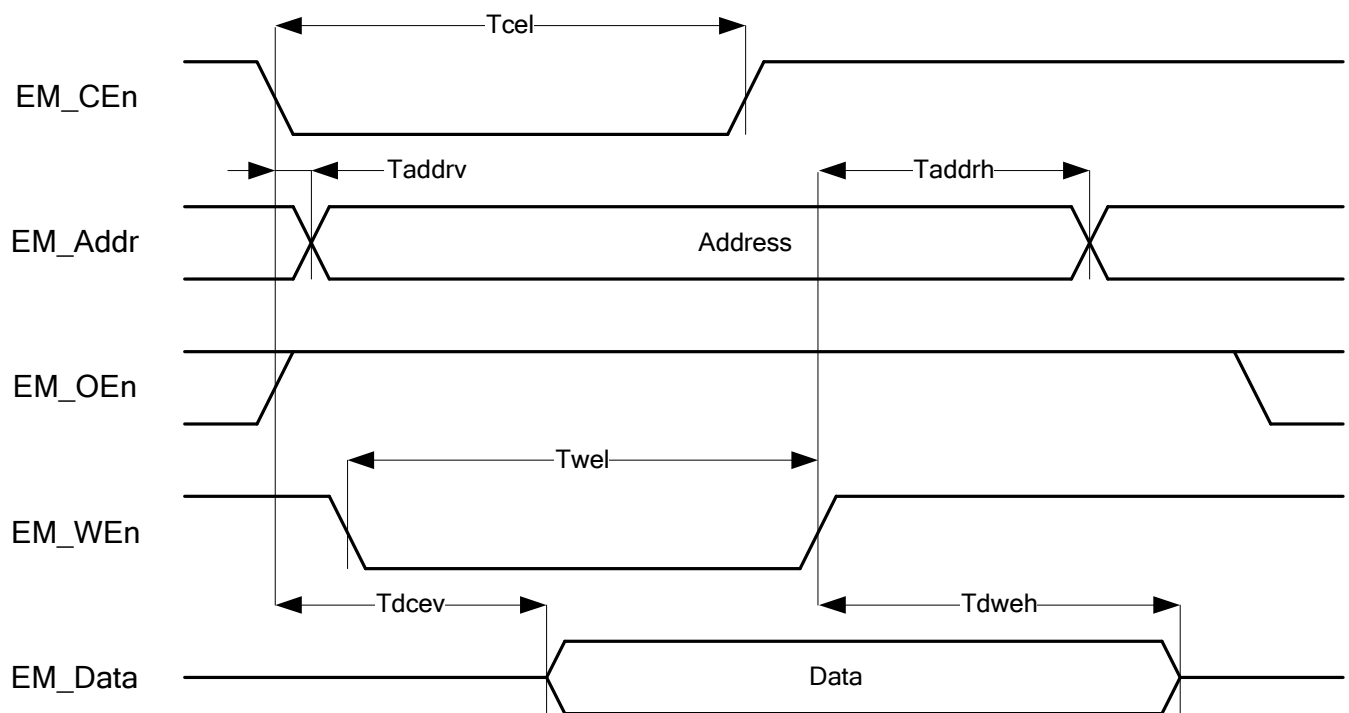 Tcel
EM_CEn
Taddrv
Taddrh
EM_Addr
Address
EM_OEn
Twel
EM_WEn
Tdcev
Tdweh
EM_Data
Data